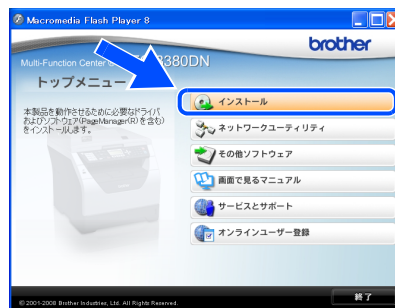 Macromedia Flash Player 8
brother
Multi-Function Center
380DN
トップメニュー
本製品を動作させるために必要なドライバ
およびソフトウェア(PageManager(R)を含む)
をインストールします。
インストール
ネットワークユーティリティ
その他ソフトウェア
画面で見るマニュアル
サービスとサポート
オンラインユーザー登録
© 2001-2008 Brother Industries, Ltd. All Rights Reserved.
終了